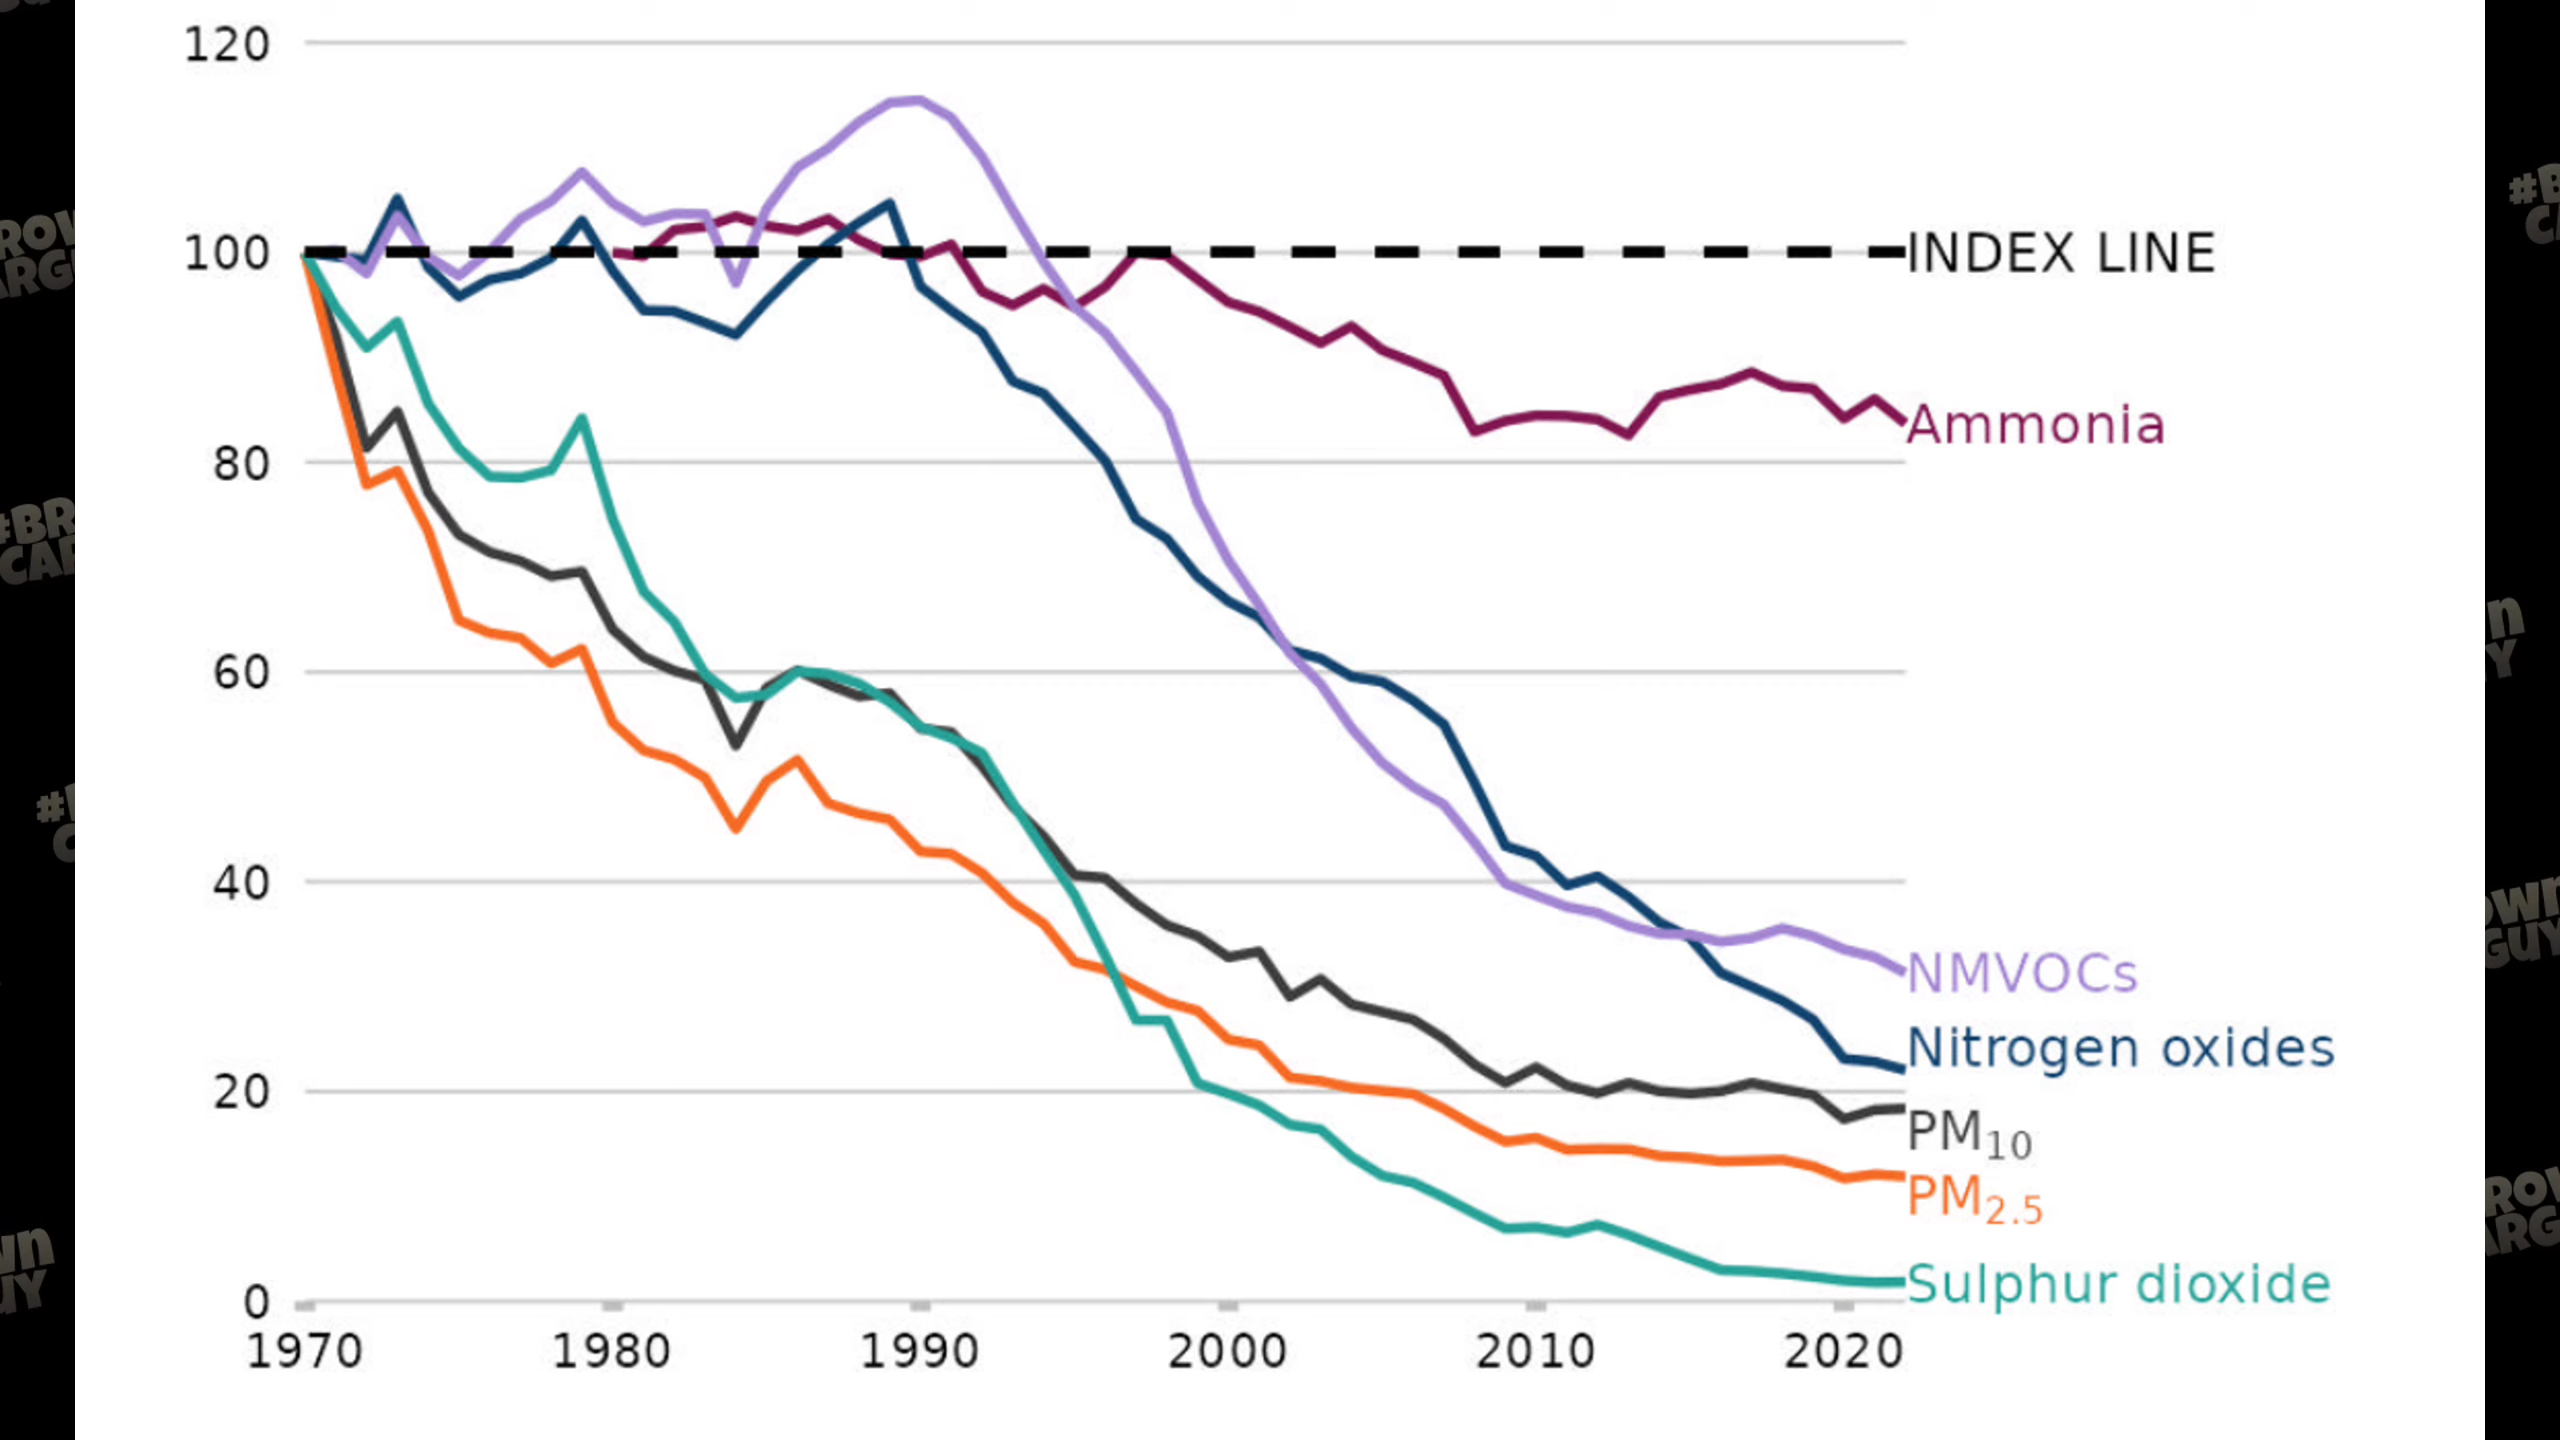 120
100
80
60
40
20
0
1970 1980 1990 2000 2010 2020
INDEX LINE
Ammonia
NMVOCs
Nitrogen oxides
PM₁₀
PM₂.₅
Sulphur dioxide